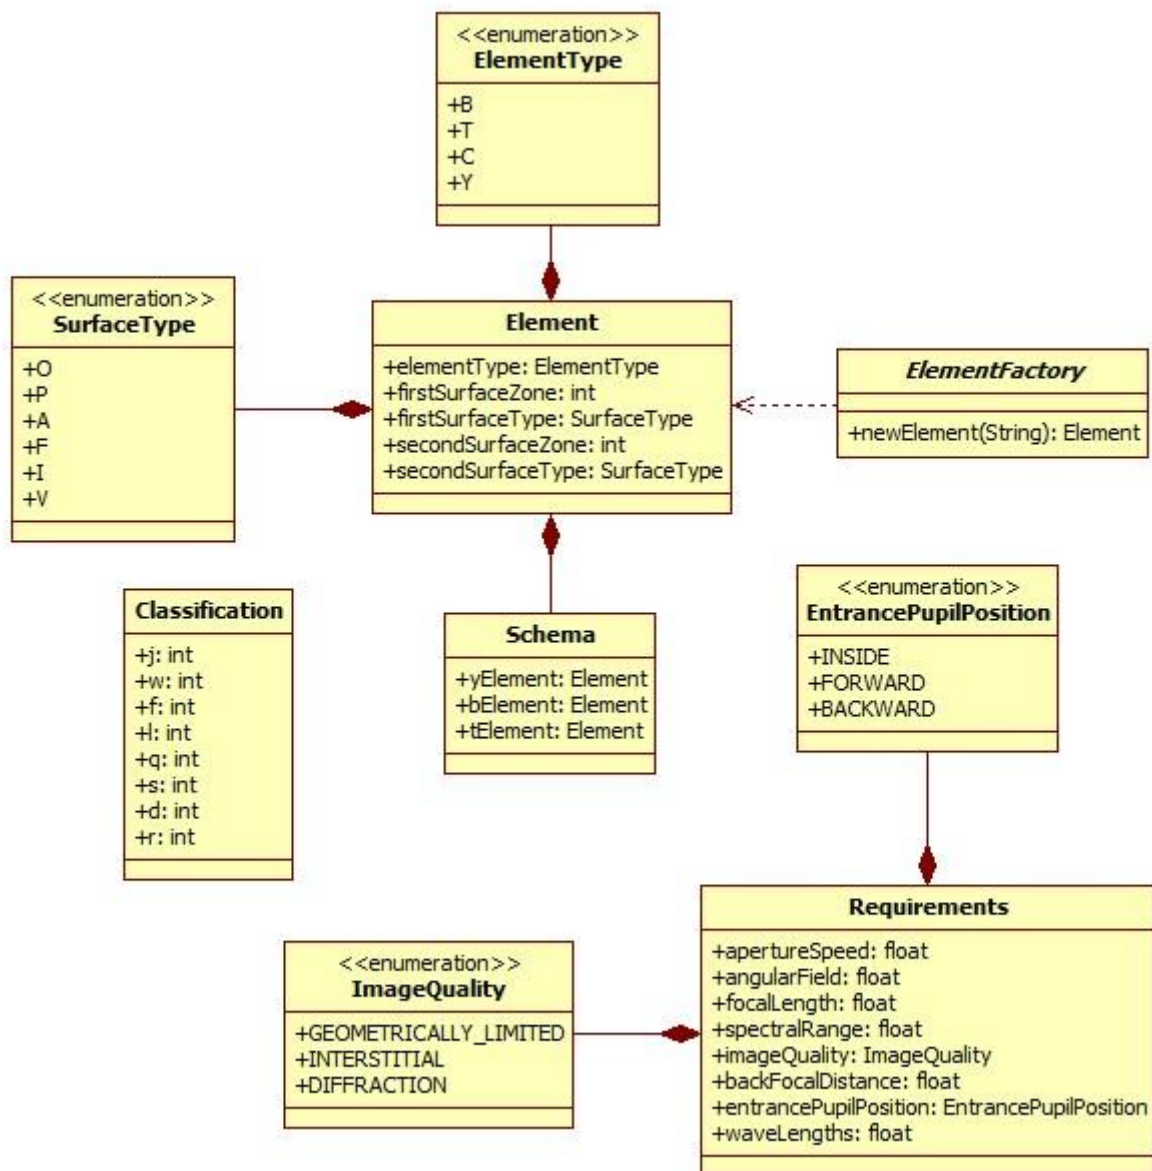 <<enumeration>>
ElementType
+B
+T
+C
+Y
<<enumeration>>
SurfaceType
+O
+P
+A
+F
+I
+V
Element
+elementType: ElementType
+firstSurfaceZone: int
+firstSurfaceType: SurfaceType
+secondSurfaceZone: int
+secondSurfaceType: SurfaceType
ElementFactory
+newElement(String): Element
Classification
+j: int
+w: int
+f: int
+l: int
+q: int
+s: int
+d: int
+r: int
Schema
+yElement: Element
+bElement: Element
+tElement: Element
<<enumeration>>
EntrancePupilPosition
+INSIDE
+FORWARD
+BACKWARD
<<enumeration>>
ImageQuality
+GEOMETRICALLY_LIMITED
+INTERSTITIAL
+DIFFRACTION
Requirements
+apertureSpeed: float
+angularField: float
+focalLength: float
+spectralRange: float
+imageQuality: ImageQuality
+backFocalDistance: float
+entrancePupilPosition: EntrancePupilPosition
+waveLengths: float